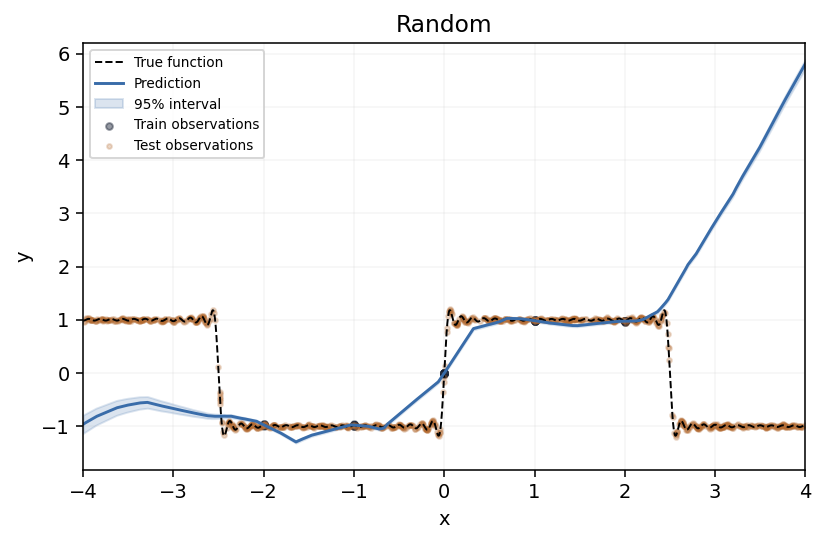 Random
True function
Prediction
95% interval
Train observations
Test observations
y
6
5
4
3
2
1
0
−1
−4
−3
−2
−1
0
1
2
3
4
x